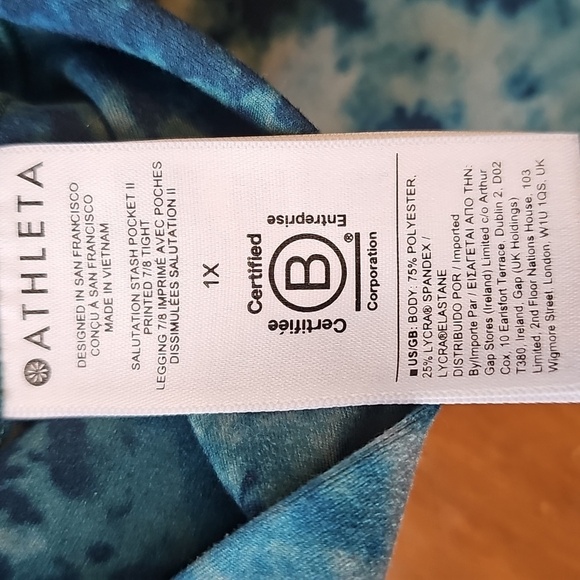 ATHLETA
DESIGNED IN SAN FRANCISCO
CONÇU À SAN FRANCISCO
MADE IN VIETNAM
SALUTATION STASH POCKET II
PRINTED 7/8 TIGHT
LEGGING 7/8 IMPRIMÉ AVEC POCHES
DISSIMULÉES SALUTATION II
1X
Certified
Certifiée
B
®
Entreprise
Corporation
■ US/GB: BODY: 75% POLYESTER,
25% LYCRA® SPANDEX /
LYCRA®ELASTANE
DISTRIBUIDO POR / Imported
By/Importe Par / ΕΙΣΑΓΕΤΑΙ ΑΠΟ ΤΗΝ:
Gap Stores (Ireland) Limited c/o Arthur
Cox, 10 Earlsfort Terrace, Dublin 2, D02
T380, Ireland, Gap (UK Holdings)
Limited, 2nd Floor Nations House, 103
Wigmore Street, London, W1U 1QS, UK